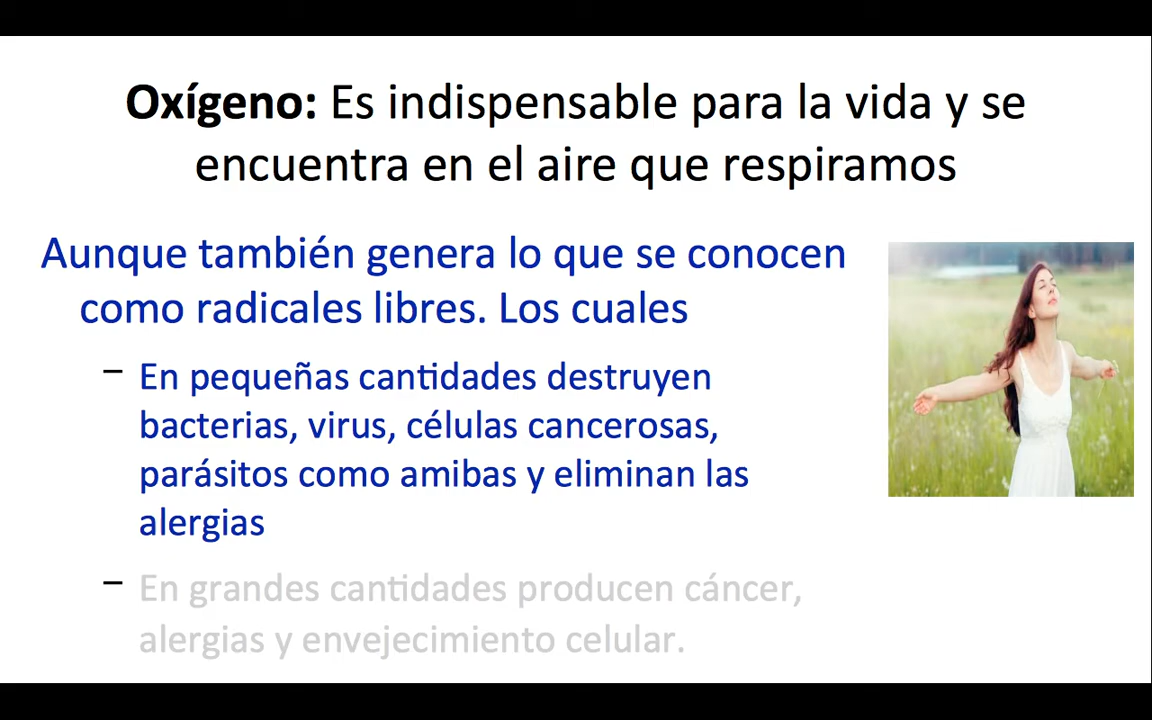 Oxígeno: Es indispensable para la vida y se
encuentra en el aire que respiramos
Aunque también genera lo que se conocen
como radicales libres. Los cuales
– En pequeñas cantidades destruyen
bacterias, virus, células cancerosas,
parásitos como amibas y eliminan las
alergias
– En grandes cantidades producen cáncer,
alergias y envejecimiento celular.